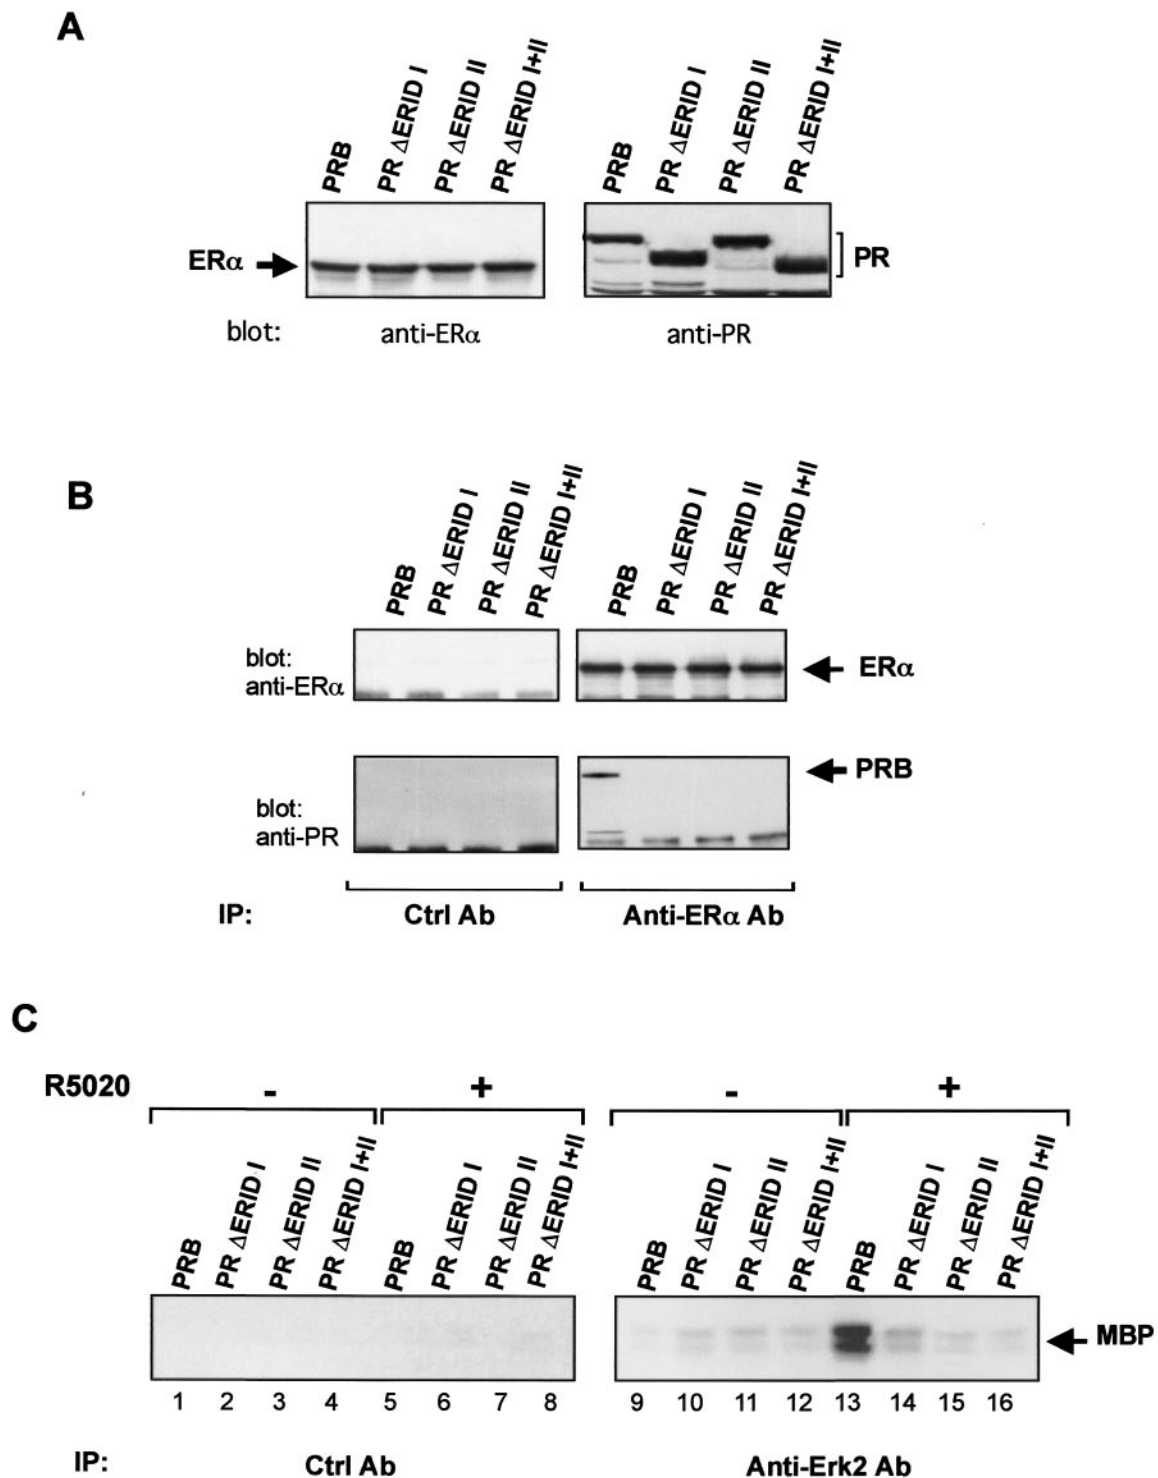 A
PRB
PR ΔERID I
PR ΔERID II
PR ΔERID I+II
PRB
PR ΔERID I
PR ΔERID II
PR ΔERID I+II
ERα
PR
blot:
anti-ERα
anti-PR
B
PRB
PR ΔERID I
PR ΔERID II
PR ΔERID I+II
PRB
PR ΔERID I
PR ΔERID II
PR ΔERID I+II
blot:
anti-ERα
ERα
PRB
blot:
anti-PR
IP:
Ctrl Ab
Anti-ERα Ab
C
R5020
-
+
-
+
PRB
PR ΔERID I
PR ΔERID II
PR ΔERID I+II
PRB
PR ΔERID I
PR ΔERID II
PR ΔERID I+II
PRB
PR ΔERID I
PR ΔERID II
PR ΔERID I+II
PRB
PR ΔERID I
PR ΔERID II
PR ΔERID I+II
MBP
1 2 3 4 5 6 7 8 9 10 11 12 13 14 15 16
IP:
Ctrl Ab
Anti-Erk2 Ab